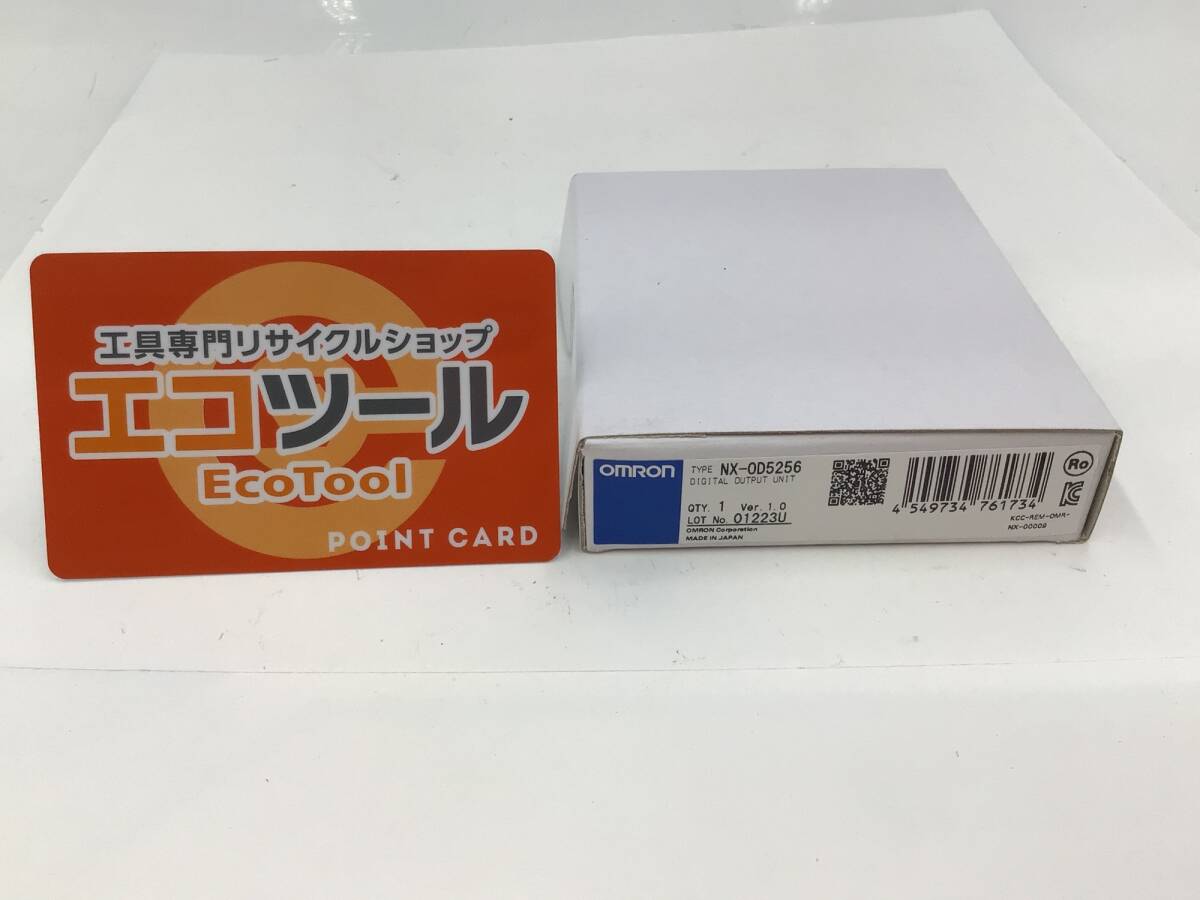 工具専門リサイクルショップ
エコツール
EcoTool
POINT CARD
OMRON
TYPE NX-OD5256
DIGITAL OUTPUT UNIT
QTY. 1 Ver. 1.0
LOT No. 01223U
OMRON Corporation
MADE IN JAPAN
4 549734 761734
Ro
KCC-REM-OMR-
NX-00009